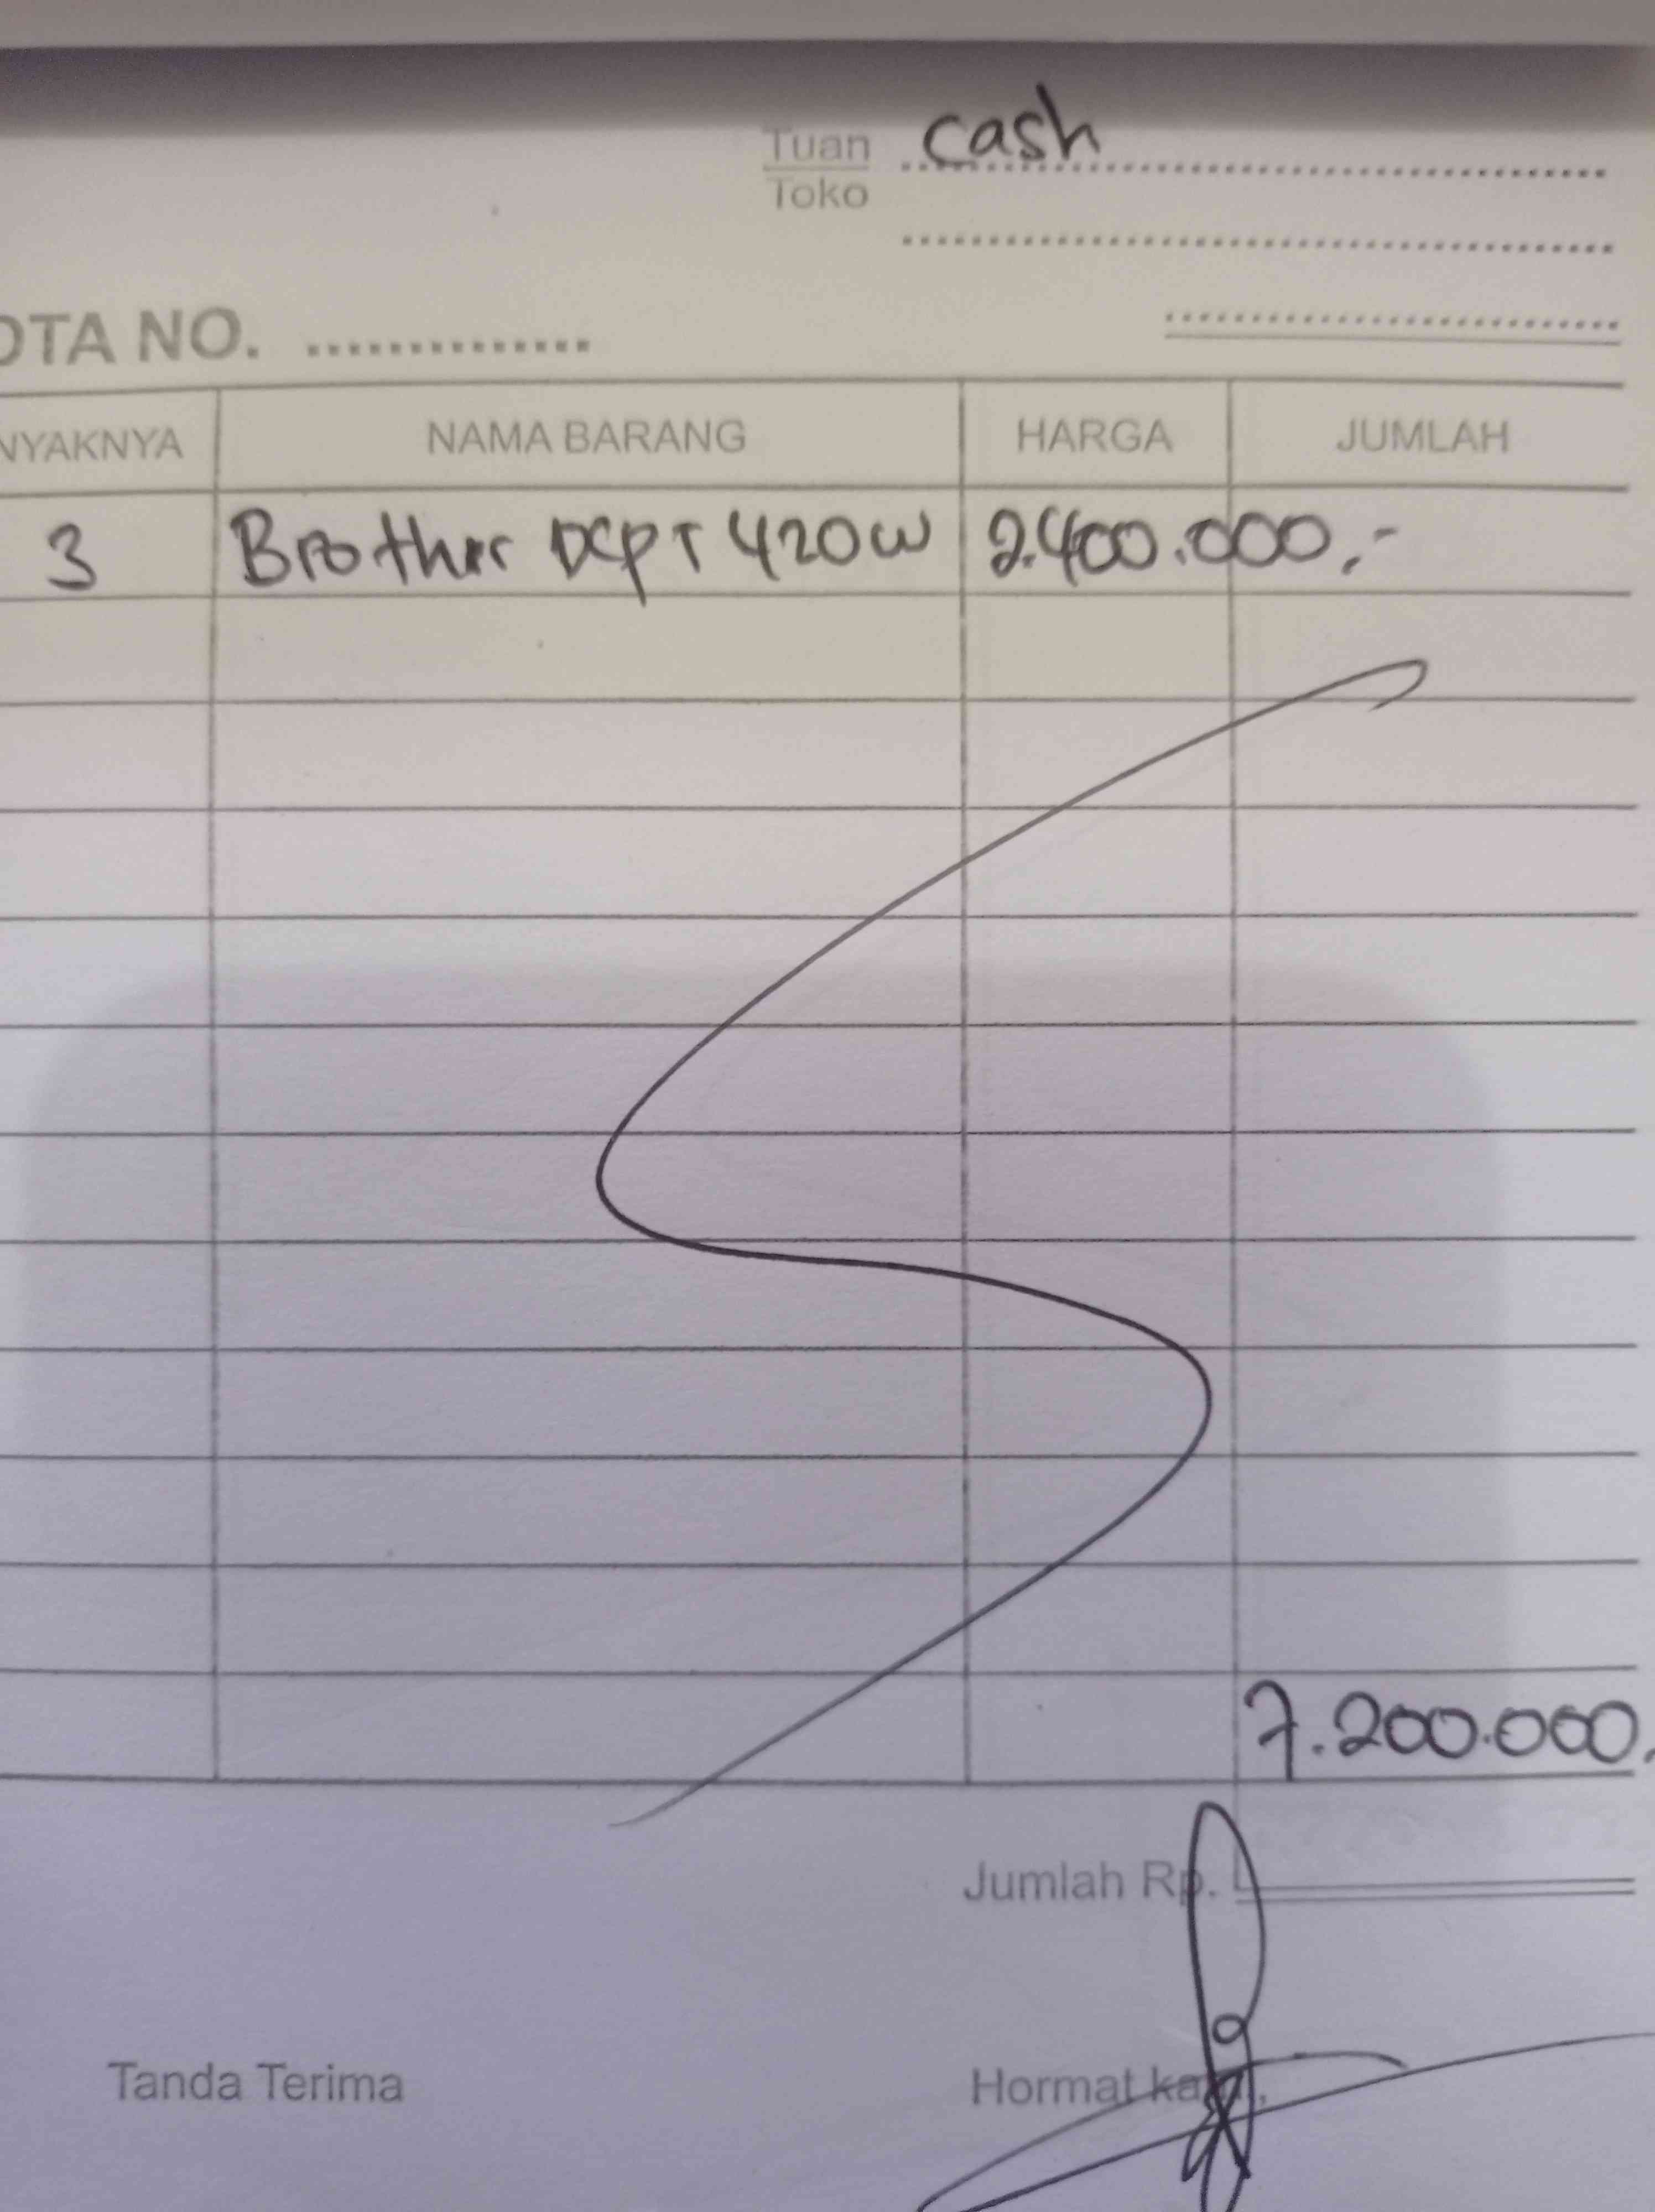 Tuan cash
Toko
OTA NO.
NYAKNYA NAMA BARANG HARGA JUMLAH
3 Brother DCP T 420W 2.400.000,-
7.200.000,
Jumlah Rp.
Tanda Terima Hormat kami,